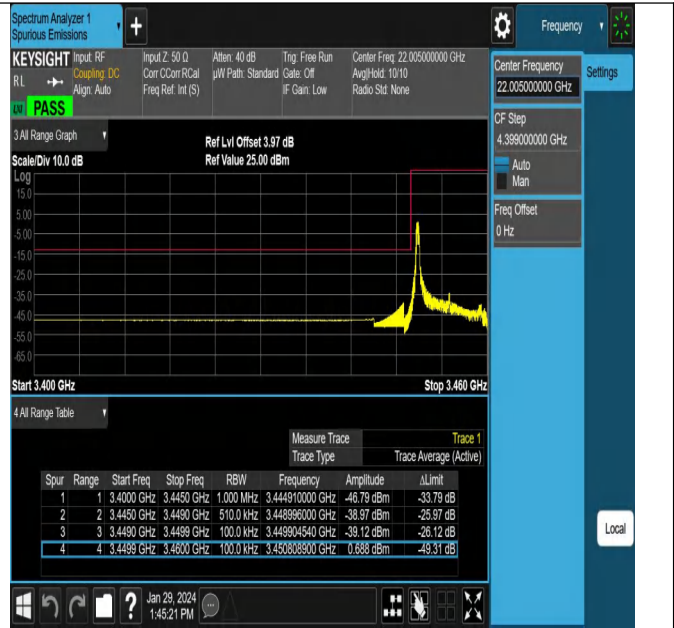 Spectrum Analyzer 1
Spurious Emissions
Frequency
KEYSIGHT
RL
Input: RF
Coupling: DC
Align: Auto
Input Z: 50 Ω
Corr CCorr RCal
Freq Ref: Int (S)
Atten: 40 dB
µW Path: Standard
Trig: Free Run
Gate: Off
IF Gain: Low
Center Freq: 22.005000000 GHz
Avg|Hold: 10/10
Radio Std: None
PASS
3 All Range Graph
Scale/Div 10.0 dB
Ref Lvl Offset 3.97 dB
Ref Value 25.00 dBm
Log
15.0
5.00
-5.00
-15.0
-25.0
-35.0
-45.0
-55.0
-65.0
Start 3.400 GHz
Stop 3.460 GHz
4 All Range Table
Measure Trace Trace 1
Trace Type Trace Average (Active)
Spur Range Start Freq Stop Freq RBW Frequency Amplitude ΔLimit
1 1 3.4000 GHz 3.4450 GHz 1.000 MHz 3.444910000 GHz -46.79 dBm -33.79 dB
2 2 3.4450 GHz 3.4490 GHz 510.0 kHz 3.448996000 GHz -38.97 dBm -25.97 dB
3 3 3.4490 GHz 3.4499 GHz 100.0 kHz 3.449904540 GHz -39.12 dBm -26.12 dB
4 4 3.4499 GHz 3.4600 GHz 100.0 kHz 3.450808900 GHz 0.688 dBm -49.31 dB
Center Frequency
22.005000000 GHz
Settings
CF Step
4.399000000 GHz
Auto
Man
Freq Offset
0 Hz
Local
?
Jan 29, 2024
1:45:21 PM